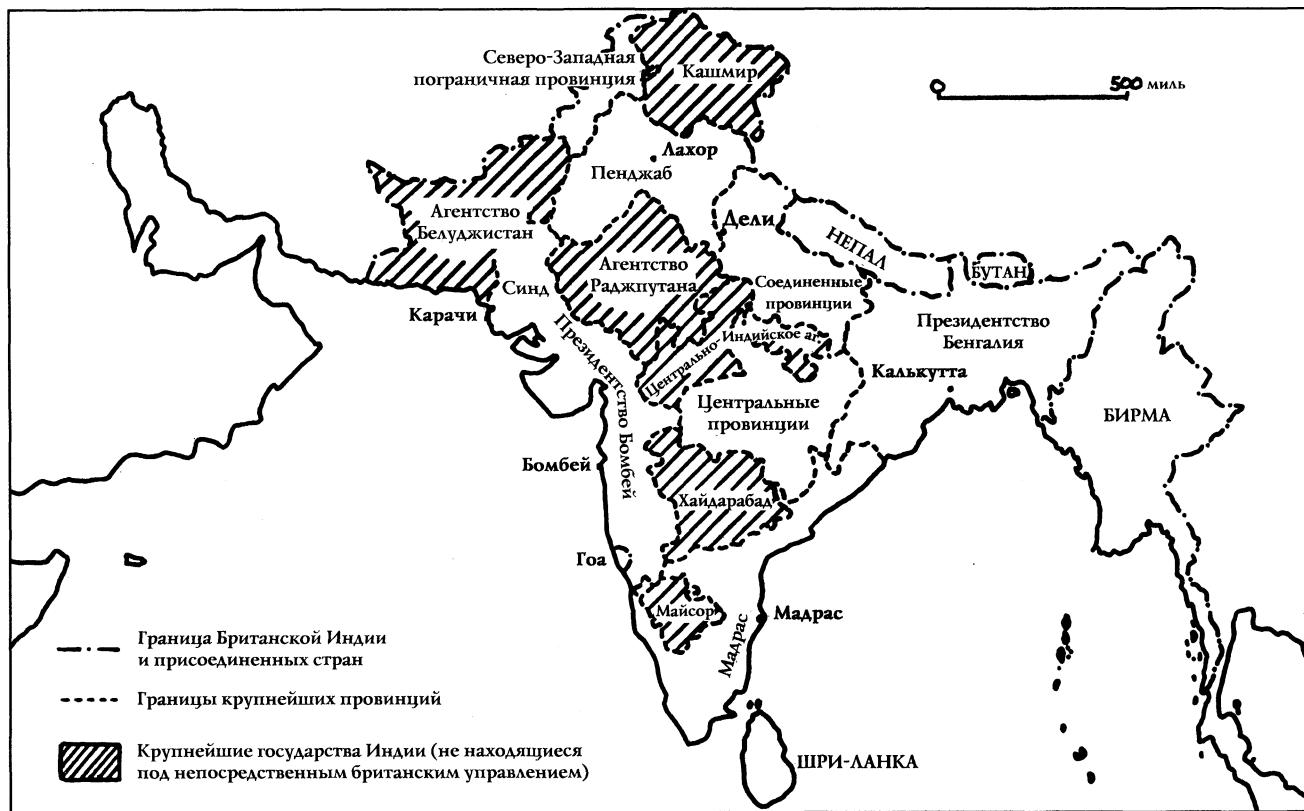 Северо-Западная
пограничная провинция
Кашмир
500 миль
Лахор
Пенджаб
Агентство
Белуджистан
Дели
НЕПАЛ
БУТАН
Агентство
Раджпутана
Соединенные
провинции
Синд
Карачи
Президентство
Бенгалия
Президентство Бомбей
Центрально-Индийское аг.
Калькутта
Центральные
провинции
БИРМА
Бомбей
Хайдарабад
Гоа
Майсор
Мадрас
Мадрас
Граница Британской Индии
и присоединенных стран
Границы крупнейших провинций
Крупнейшие государства Индии (не находящиеся
под непосредственным британским управлением)
ШРИ-ЛАНКА